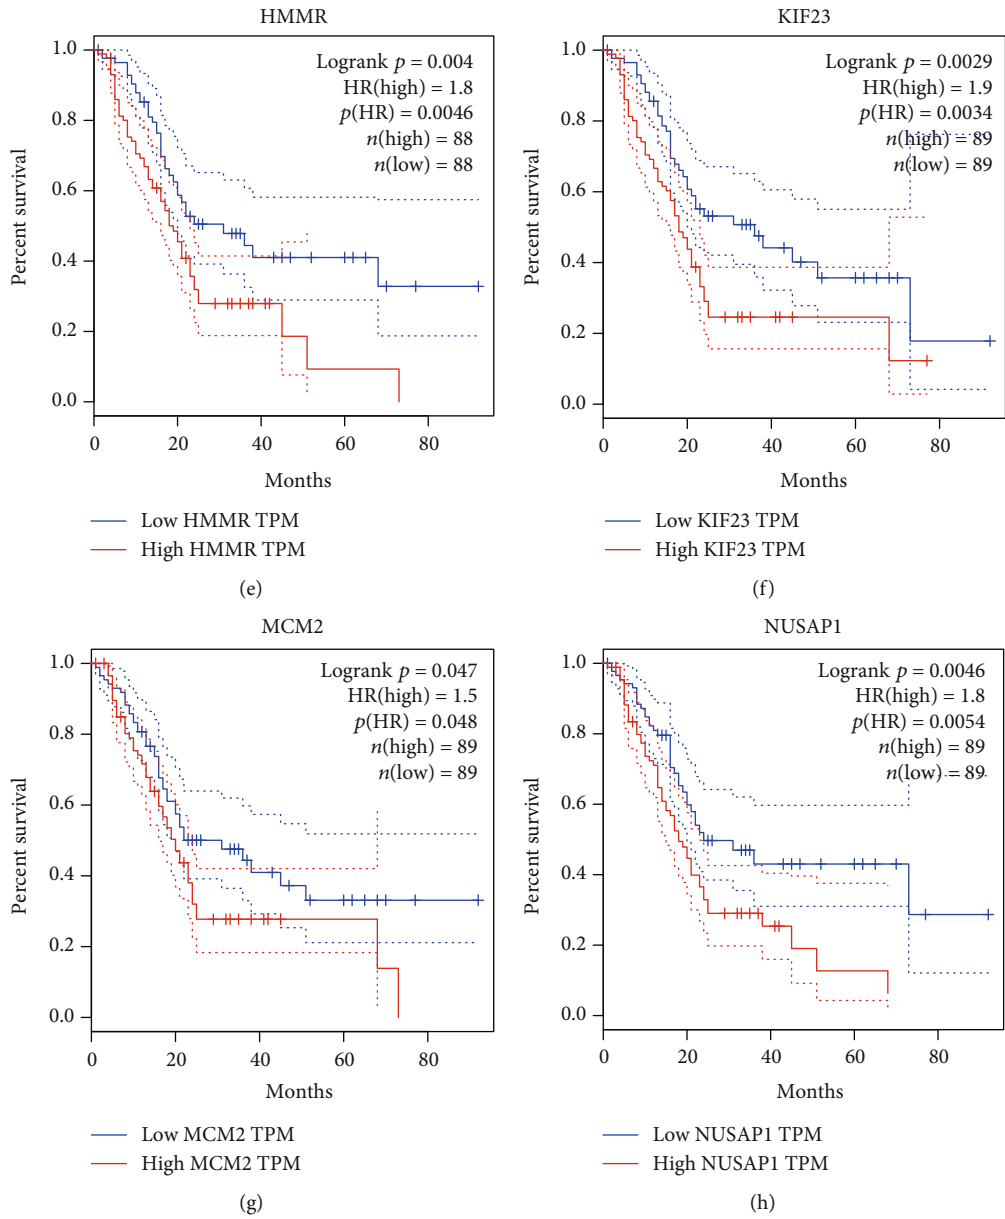 HMMR
Logrank p = 0.004
HR(high) = 1.8
p(HR) = 0.0046
n(high) = 88
n(low) = 88
Percent survival
1.0
0.8
0.6
0.4
0.2
0.0
0 20 40 60 80
Months
Low HMMR TPM
High HMMR TPM
(e)
KIF23
Logrank p = 0.0029
HR(high) = 1.9
p(HR) = 0.0034
n(high) = 89
n(low) = 89
Percent survival
1.0
0.8
0.6
0.4
0.2
0.0
0 20 40 60 80
Months
Low KIF23 TPM
High KIF23 TPM
(f)
MCM2
Logrank p = 0.047
HR(high) = 1.5
p(HR) = 0.048
n(high) = 89
n(low) = 89
Percent survival
1.0
0.8
0.6
0.4
0.2
0.0
0 20 40 60 80
Months
Low MCM2 TPM
High MCM2 TPM
(g)
NUSAP1
Logrank p = 0.0046
HR(high) = 1.8
p(HR) = 0.0054
n(high) = 89
n(low) = 89
Percent survival
1.0
0.8
0.6
0.4
0.2
0.0
0 20 40 60 80
Months
Low NUSAP1 TPM
High NUSAP1 TPM
(h)